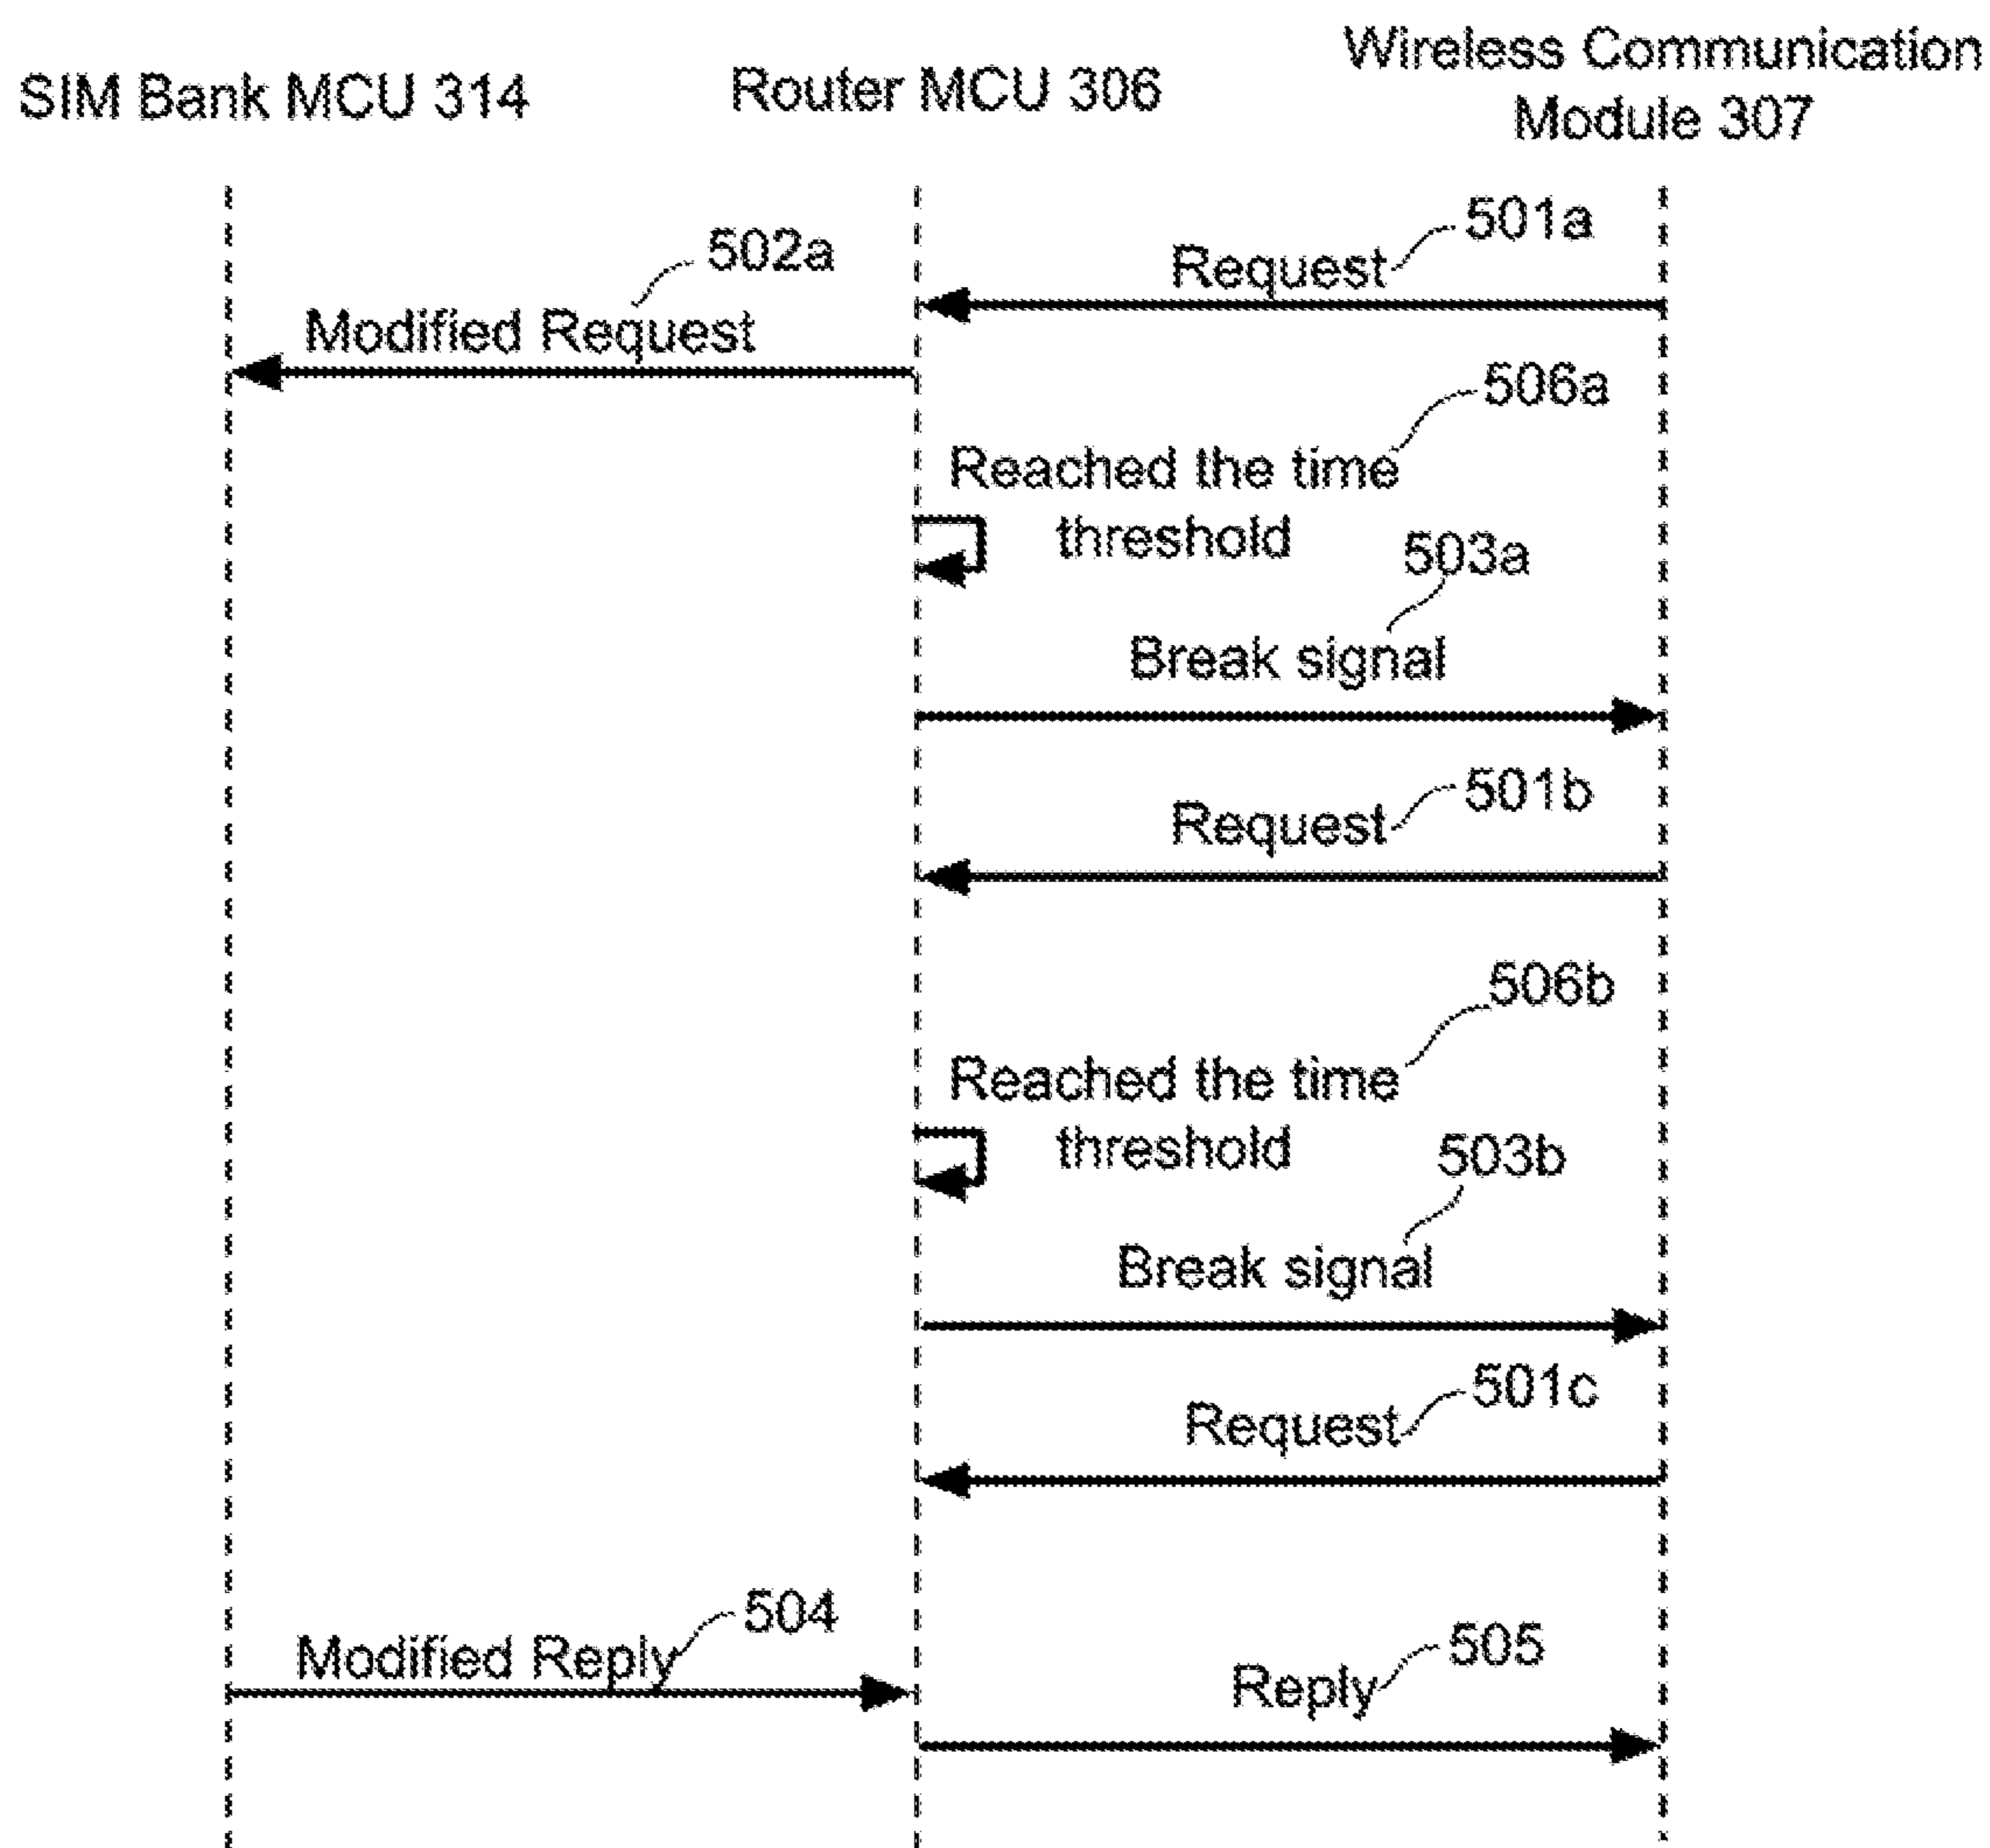 SIM Bank MCU 314
Router MCU 306
Wireless Communication
Module 307
501a
Request
502a
Modified Request
506a
Reached the time
threshold
503a
Break signal
501b
Request
506b
Reached the time
threshold
503b
Break signal
501c
Request
504
Modified Reply
505
Reply